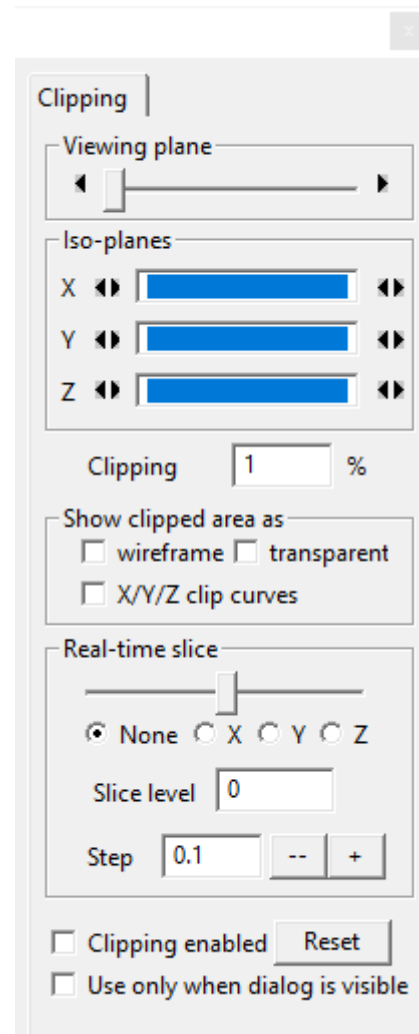 Clipping
Viewing plane
Iso-planes
X
Y
Z
Clipping 1 %
Show clipped area as
wireframe transparent
X/Y/Z clip curves
Real-time slice
None X Y Z
Slice level 0
Step 0.1 -- +
Clipping enabled Reset
Use only when dialog is visible